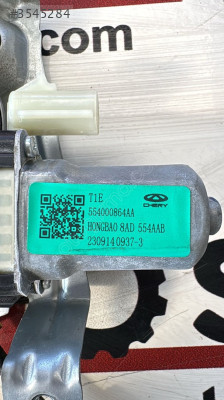 #3545284
.com
T1E
CHERY
554000864AA
HONGBAO 8AD 554AAB
2309140937-3